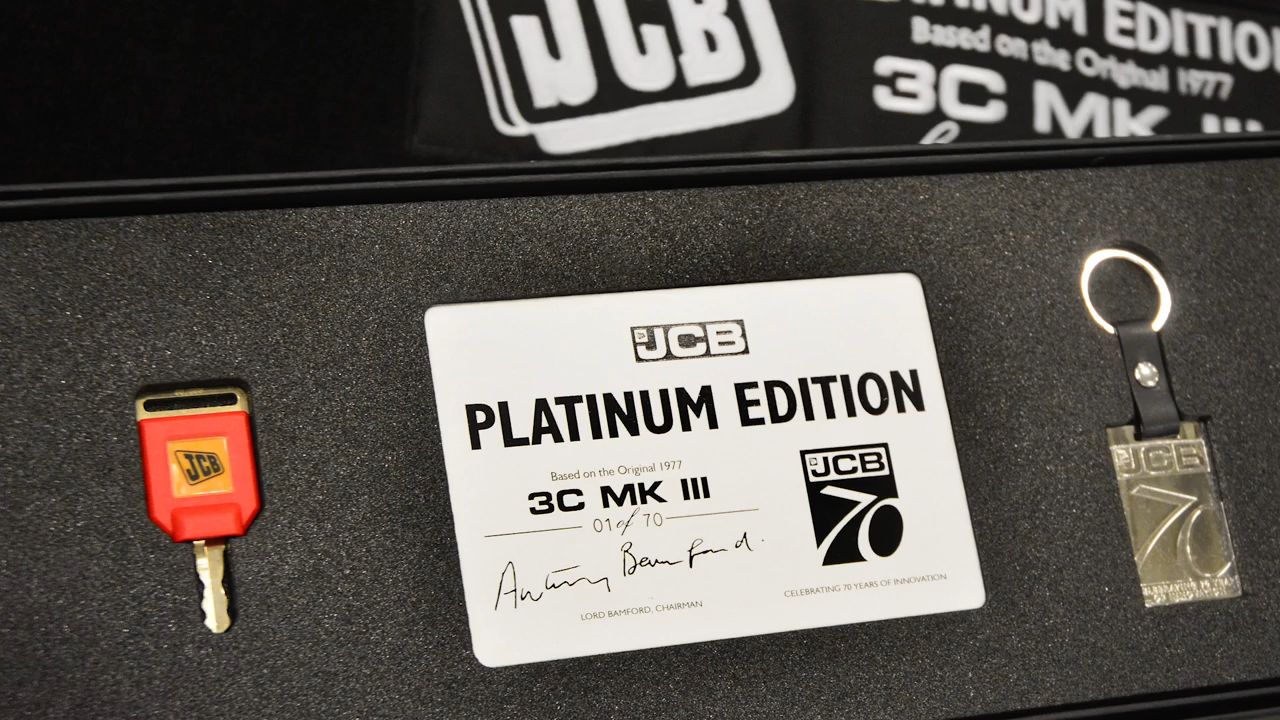 JCB
PLATINUM EDITION
Based on the Original 1977
3C MK III
JCB
JCB
PLATINUM EDITION
Based on the Original 1977
3C MK III
01 of 70
Antony Bamford.
LORD BAMFORD, CHAIRMAN
JCB
70
CELEBRATING 70 YEARS OF INNOVATION
JCB
70